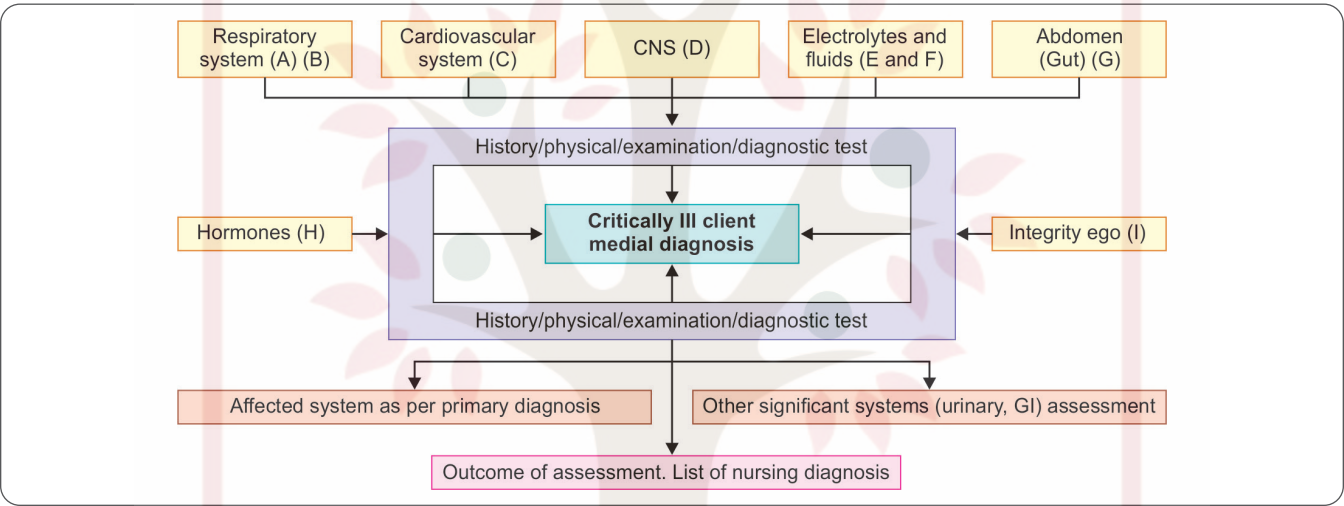 Respiratory
system (A) (B)
Cardiovascular
system (C)
CNS (D)
Electrolytes and
fluids (E and F)
Abdomen
(Gut) (G)
History/physical/examination/diagnostic test
Hormones (H)
Critically III client
medial diagnosis
Integrity ego (I)
History/physical/examination/diagnostic test
Affected system as per primary diagnosis
Other significant systems (urinary, GI) assessment
Outcome of assessment. List of nursing diagnosis